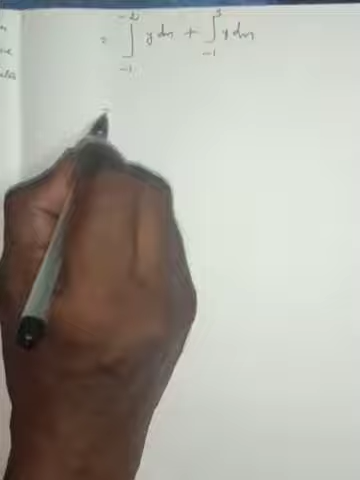 = ∫_{-1}^{-2} y dx + ∫_{-1}^{3} y dx
=